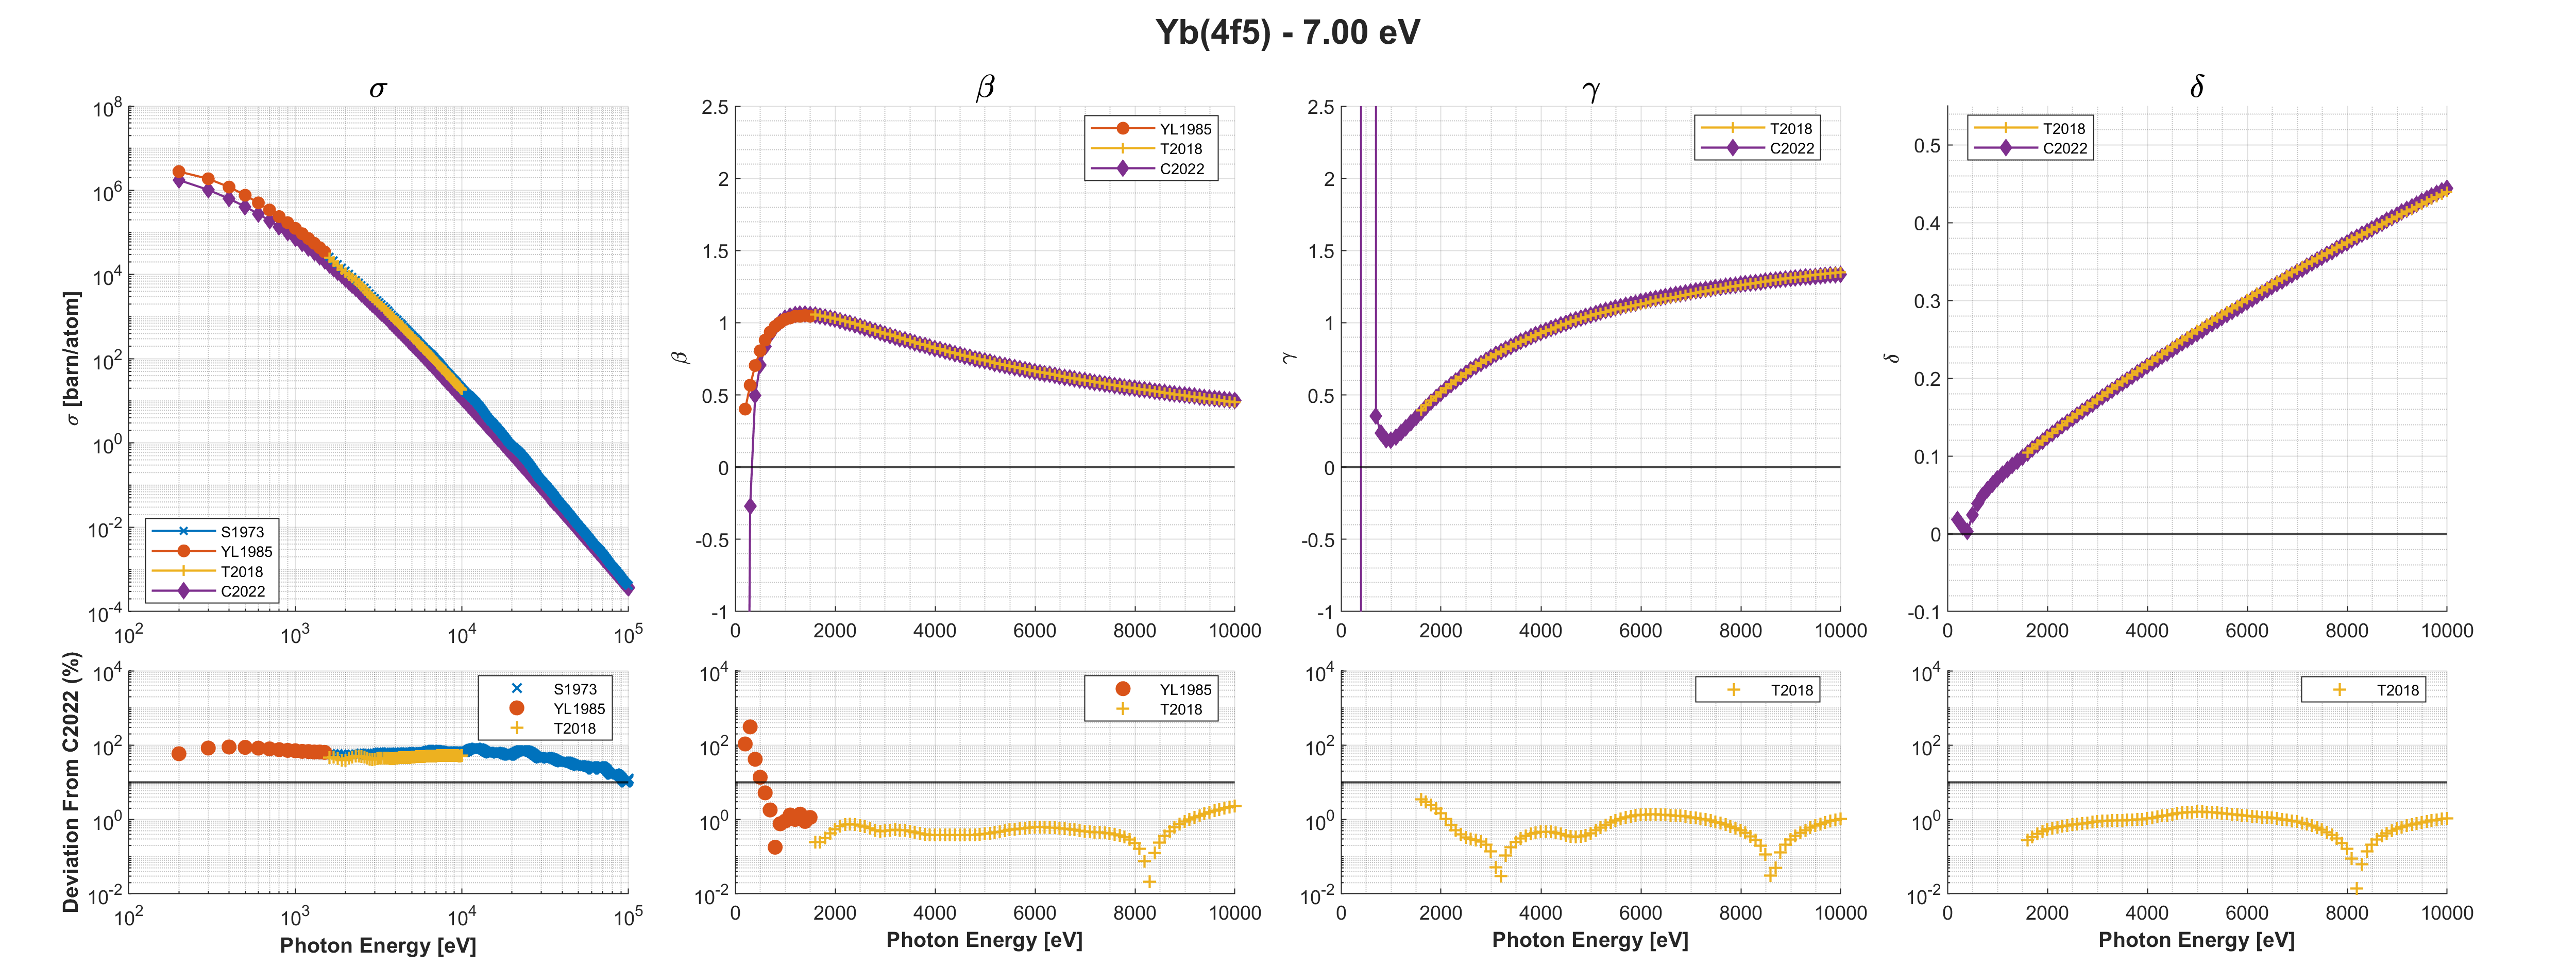 Yb(4f5) - 7.00 eV
σ
β
γ
δ
10^8
10^6
10^4
10^2
10^0
10^-2
10^-4
σ [barn/atom]
S1973
YL1985
T2018
C2022
10^2
10^3
10^4
10^5
2.5
2
1.5
1
0.5
0
-0.5
-1
β
YL1985
T2018
C2022
0
2000
4000
6000
8000
10000
2.5
2
1.5
1
0.5
0
-0.5
-1
γ
T2018
C2022
0
2000
4000
6000
8000
10000
0.5
0.4
0.3
0.2
0.1
0
-0.1
δ
T2018
C2022
0
2000
4000
6000
8000
10000
Deviation From C2022 (%)
10^4
10^2
10^0
10^-2
S1973
YL1985
T2018
10^2
10^3
10^4
10^5
Photon Energy [eV]
10^4
10^2
10^0
10^-2
YL1985
T2018
0
2000
4000
6000
8000
10000
Photon Energy [eV]
10^4
10^2
10^0
10^-2
T2018
0
2000
4000
6000
8000
10000
Photon Energy [eV]
10^4
10^2
10^0
10^-2
T2018
0
2000
4000
6000
8000
10000
Photon Energy [eV]